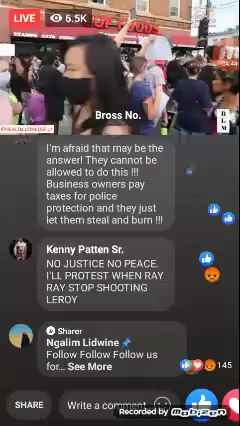 LIVE
6.5K
UP FOODS
Bross No.
B
L
M
I'm afraid that may be the
answer! They cannot be
allowed to do this !!!
Business owners pay
taxes for police
protection and they just
let them steal and burn !!!
Kenny Patten Sr.
NO JUSTICE NO PEACE.
I'LL PROTEST WHEN RAY
RAY STOP SHOOTING
LEROY
Sharer
Ngalim Lidwine
Follow Follow Follow us
for... See More
145
SHARE
Write a comment
Recorded by Mobizen